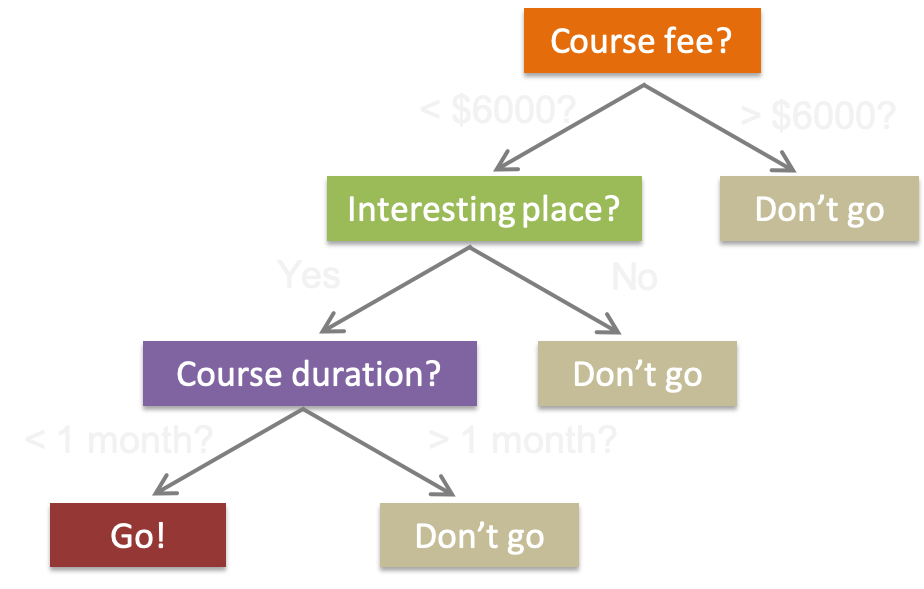 Course fee?
< $6000?
> $6000?
Interesting place?
Don’t go
Yes
No
Course duration?
Don’t go
< 1 month?
> 1 month?
Go!
Don’t go